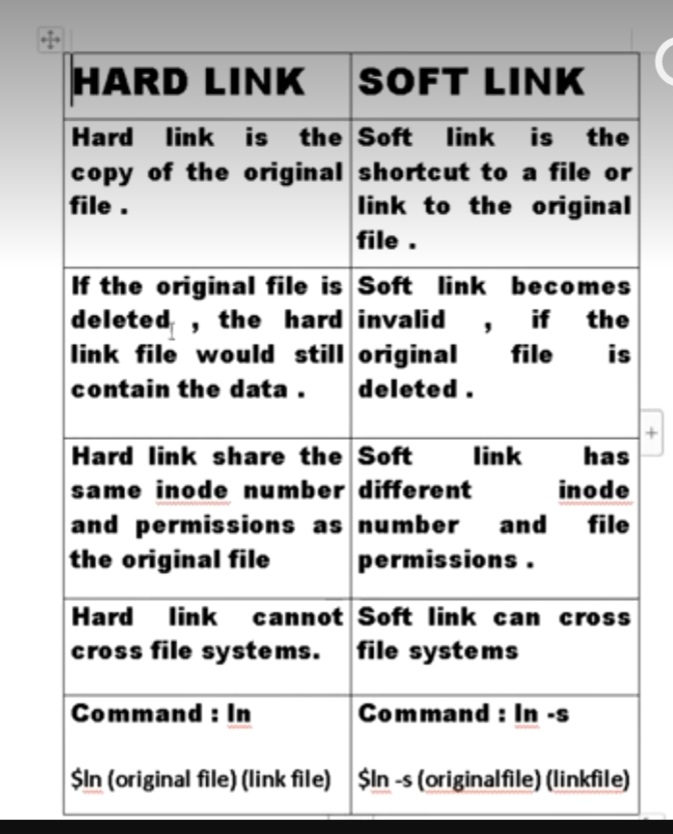 HARD LINK
SOFT LINK
Hard link is the
copy of the original
file .
Soft link is the
shortcut to a file or
link to the original
file .
If the original file is
deleted , the hard
link file would still
contain the data .
Soft link becomes
invalid , if the
original file is
deleted .
Hard link share the
same inode number
and permissions as
the original file
Soft link has
different inode
number and file
permissions .
Hard link cannot
cross file systems.
Soft link can cross
file systems
Command : ln
$ln (original file) (link file)
Command : ln -s
$ln -s (originalfile) (linkfile)